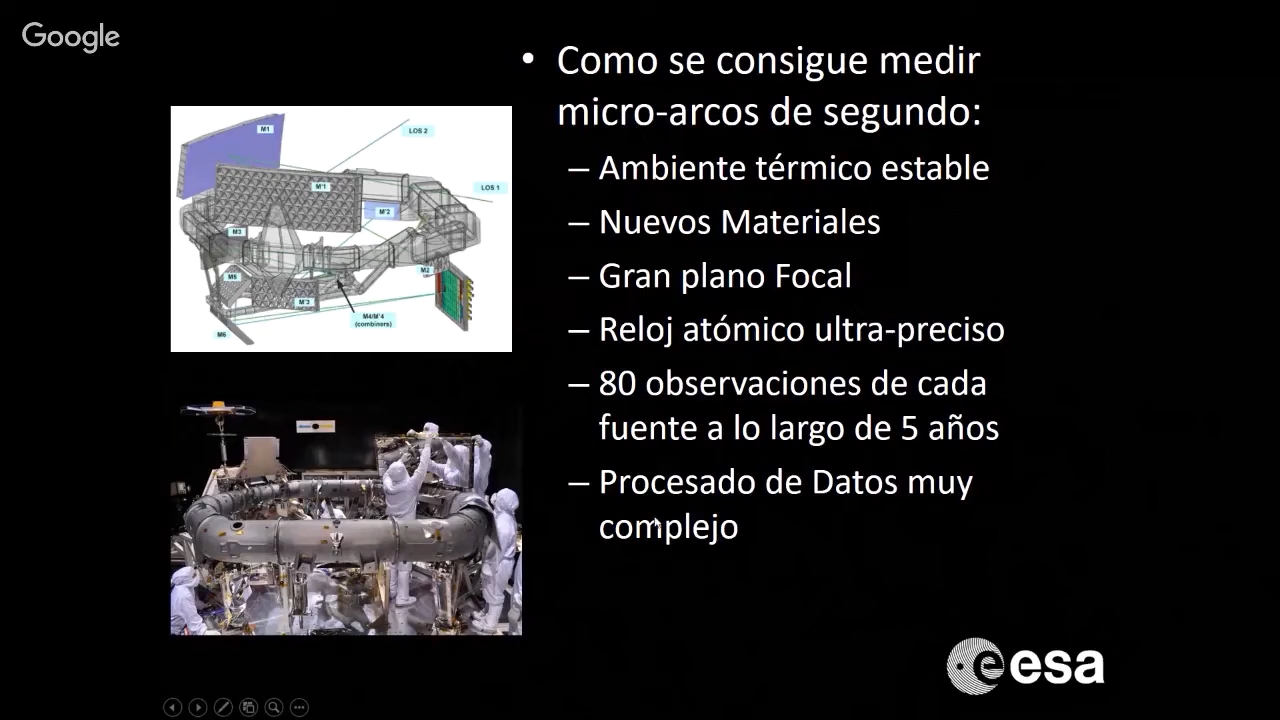 Google
• Como se consigue medir
micro-arcos de segundo:
– Ambiente térmico estable
– Nuevos Materiales
– Gran plano Focal
– Reloj atómico ultra-preciso
– 80 observaciones de cada
fuente a lo largo de 5 años
– Procesado de Datos muy
complejo
M1
LOS 2
M'1
LOS 1
M'2
M3
M2
M5
M'3
M4/M'4
(combiners)
M6
esa